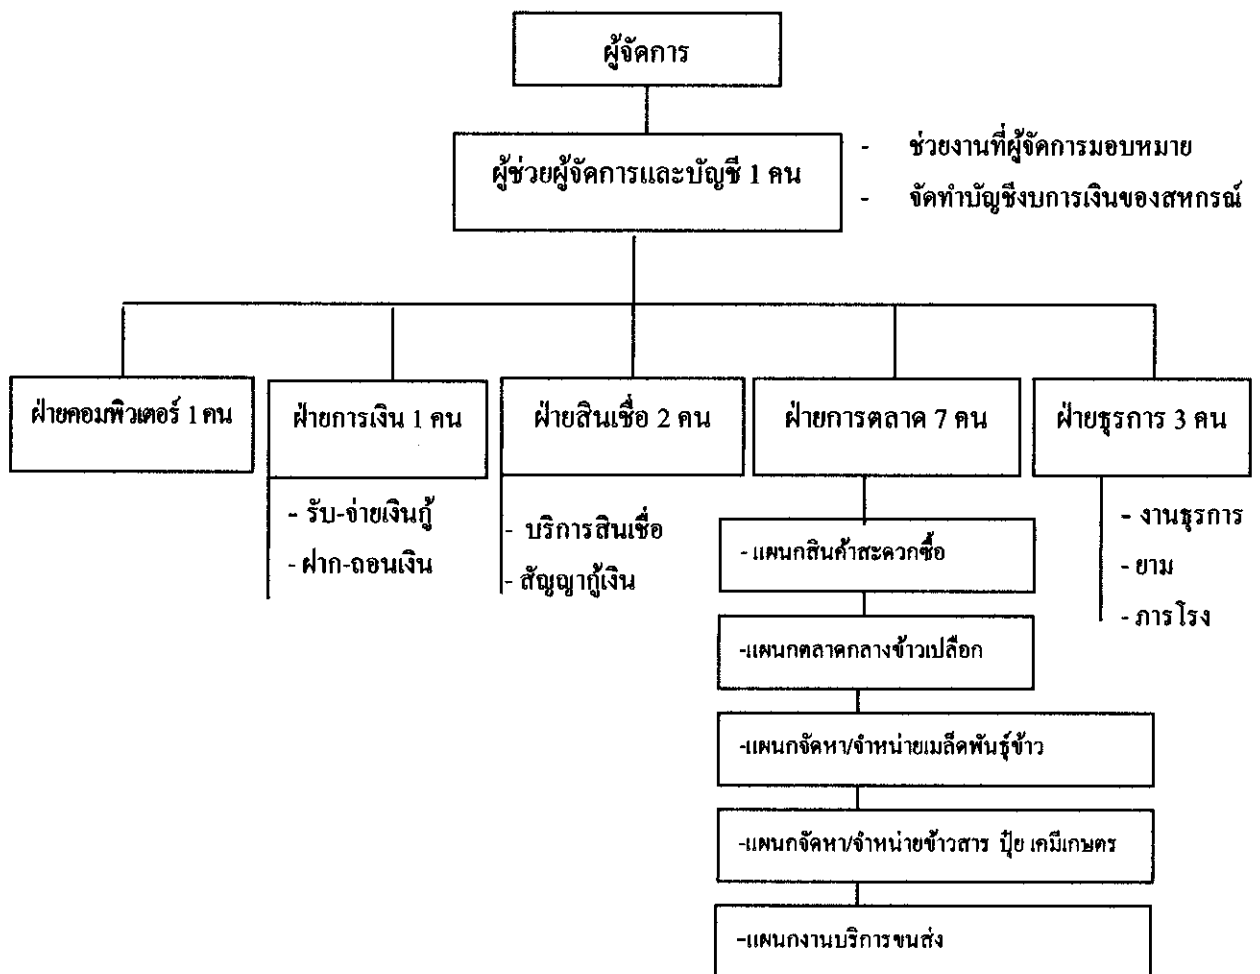 ผู้จัดการ
ผู้ช่วยผู้จัดการและบัญชี 1 คน
- ช่วยงานที่ผู้จัดการมอบหมาย
- จัดทำบัญชีงบการเงินของสหกรณ์
ฝ่ายคอมพิวเตอร์ 1 คน
ฝ่ายการเงิน 1 คน
- รับ-จ่ายเงินกู้
- ฝาก-ถอนเงิน
ฝ่ายสินเชื่อ 2 คน
- บริการสินเชื่อ
- สัญญากู้เงิน
ฝ่ายการตลาด 7 คน
- แผนกสินค้าสะดวกซื้อ
-แผนกตลาดกลางข้าวเปลือก
-แผนกจัดหา/จำหน่ายเมล็ดพันธุ์ข้าว
-แผนกจัดหา/จำหน่ายข้าวสาร ปุ๋ย เคมีเกษตร
-แผนกงานบริการขนส่ง
ฝ่ายธุรการ 3 คน
- งานธุรการ
- ยาม
- ภารโรง